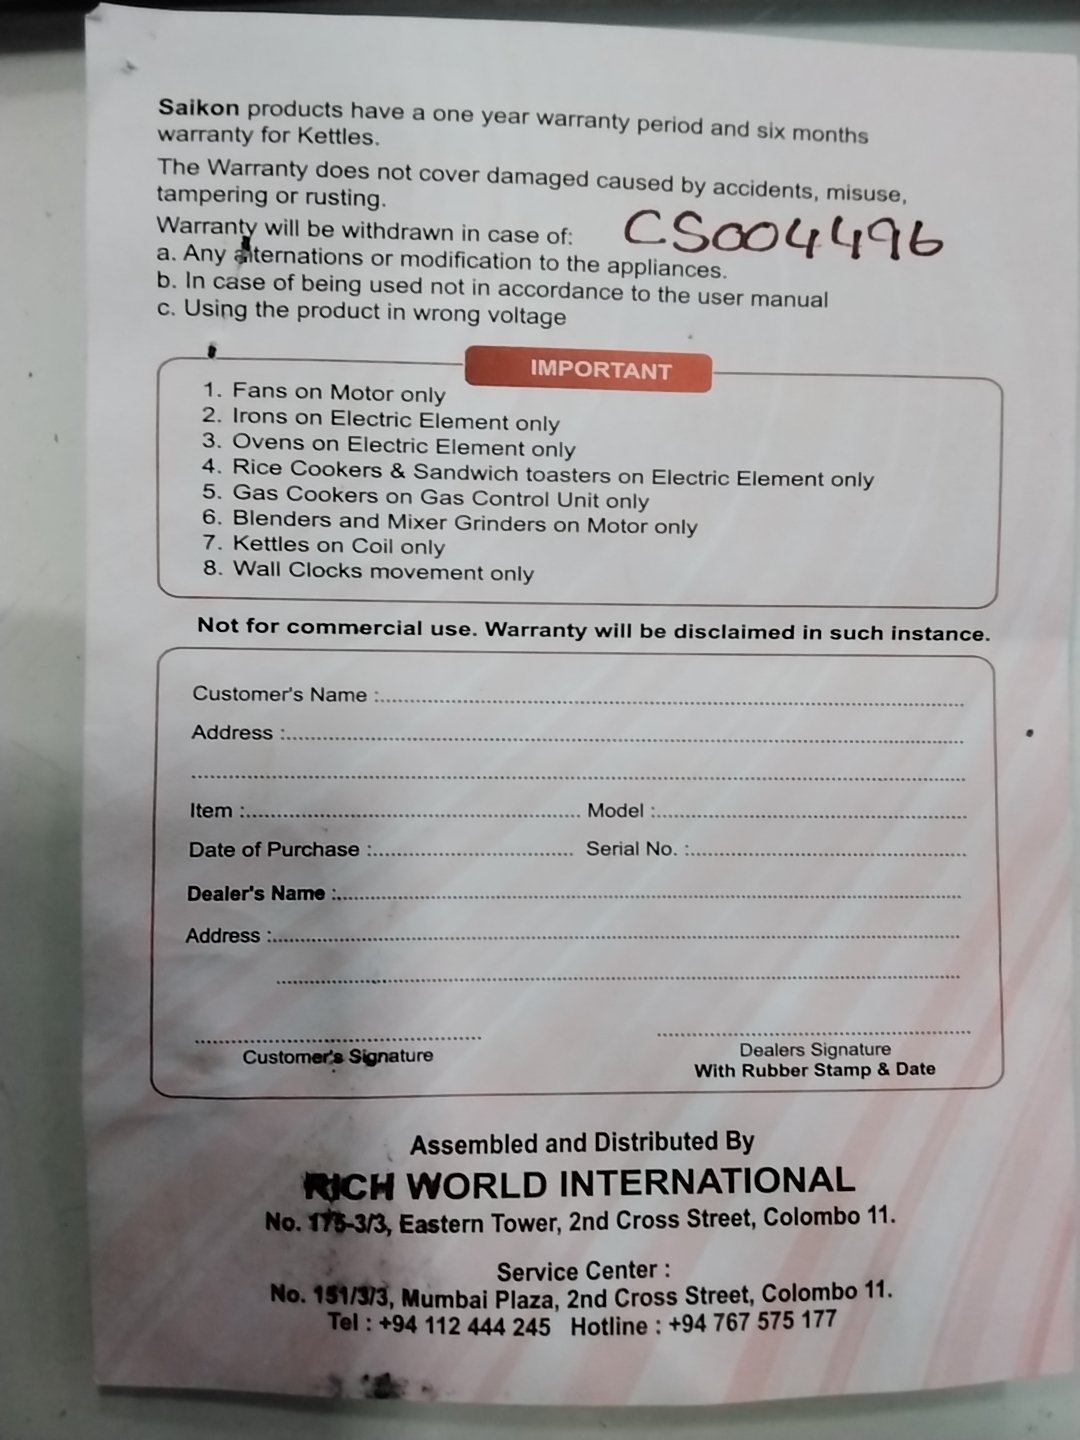 Saikon products have a one year warranty period and six months
warranty for Kettles.
The Warranty does not cover damaged caused by accidents, misuse,
tampering or rusting.
Warranty will be withdrawn in case of:
CS004496
a. Any alternations or modification to the appliances.
b. In case of being used not in accordance to the user manual
c. Using the product in wrong voltage
IMPORTANT
1. Fans on Motor only
2. Irons on Electric Element only
3. Ovens on Electric Element only
4. Rice Cookers & Sandwich toasters on Electric Element only
5. Gas Cookers on Gas Control Unit only
6. Blenders and Mixer Grinders on Motor only
7. Kettles on Coil only
8. Wall Clocks movement only
Not for commercial use. Warranty will be disclaimed in such instance.
Customer's Name :
Address :
Item : Model :
Date of Purchase : Serial No. :
Dealer's Name :
Address :
Customer's Signature
Dealers Signature
With Rubber Stamp & Date
Assembled and Distributed By
RICH WORLD INTERNATIONAL
No. 175-3/3, Eastern Tower, 2nd Cross Street, Colombo 11.
Service Center :
No. 151/3/3, Mumbai Plaza, 2nd Cross Street, Colombo 11.
Tel : +94 112 444 245 Hotline : +94 767 575 177